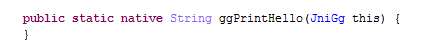 public static native String ggPrintHello(JniGg this) {
}